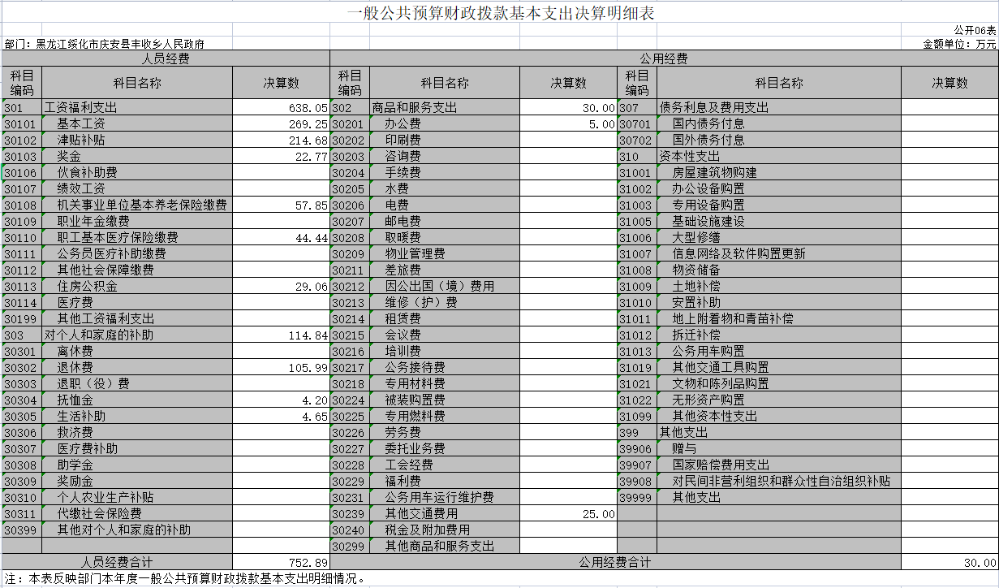 一般公共预算财政拨款基本支出决算明细表
公开06表
部门：黑龙江绥化市庆安县丰收乡人民政府 金额单位：万元
人员经费 公用经费
科目编码 科目名称 决算数 科目编码 科目名称 决算数 科目编码 科目名称 决算数
301 工资福利支出 638.05 302 商品和服务支出 30.00 307 债务利息及费用支出
30101 基本工资 269.25 30201 办公费 5.00 30701 国内债务付息
30102 津贴补贴 214.68 30202 印刷费 30702 国外债务付息
30103 奖金 22.77 30203 咨询费 310 资本性支出
30106 伙食补助费 30204 手续费 31001 房屋建筑物购建
30107 绩效工资 30205 水费 31002 办公设备购置
30108 机关事业单位基本养老保险缴费 57.85 30206 电费 31003 专用设备购置
30109 职业年金缴费 30207 邮电费 31005 基础设施建设
30110 职工基本医疗保险缴费 44.44 30208 取暖费 31006 大型修缮
30111 公务员医疗补助缴费 30209 物业管理费 31007 信息网络及软件购置更新
30112 其他社会保障缴费 30211 差旅费 31008 物资储备
30113 住房公积金 29.06 30212 因公出国（境）费用 31009 土地补偿
30114 医疗费 30213 维修（护）费 31010 安置补助
30199 其他工资福利支出 30214 租赁费 31011 地上附着物和青苗补偿
303 对个人和家庭的补助 114.84 30215 会议费 31012 拆迁补偿
30301 离休费 30216 培训费 31013 公务用车购置
30302 退休费 105.99 30217 公务接待费 31019 其他交通工具购置
30303 退职（役）费 30218 专用材料费 31021 文物和陈列品购置
30304 抚恤金 4.20 30224 被装购置费 31022 无形资产购置
30305 生活补助 4.65 30225 专用燃料费 31099 其他资本性支出
30306 救济费 30226 劳务费 399 其他支出
30307 医疗费补助 30227 委托业务费 39906 赠与
30308 助学金 30228 工会经费 39907 国家赔偿费用支出
30309 奖励金 30229 福利费 39908 对民间非营利组织和群众性自治组织补贴
30310 个人农业生产补贴 30231 公务用车运行维护费 39999 其他支出
30311 代缴社会保险费 30239 其他交通费用 25.00
30399 其他对个人和家庭的补助 30240 税金及附加费用
30299 其他商品和服务支出
人员经费合计 752.89 公用经费合计 30.00
注：本表反映部门本年度一般公共预算财政拨款基本支出明细情况。